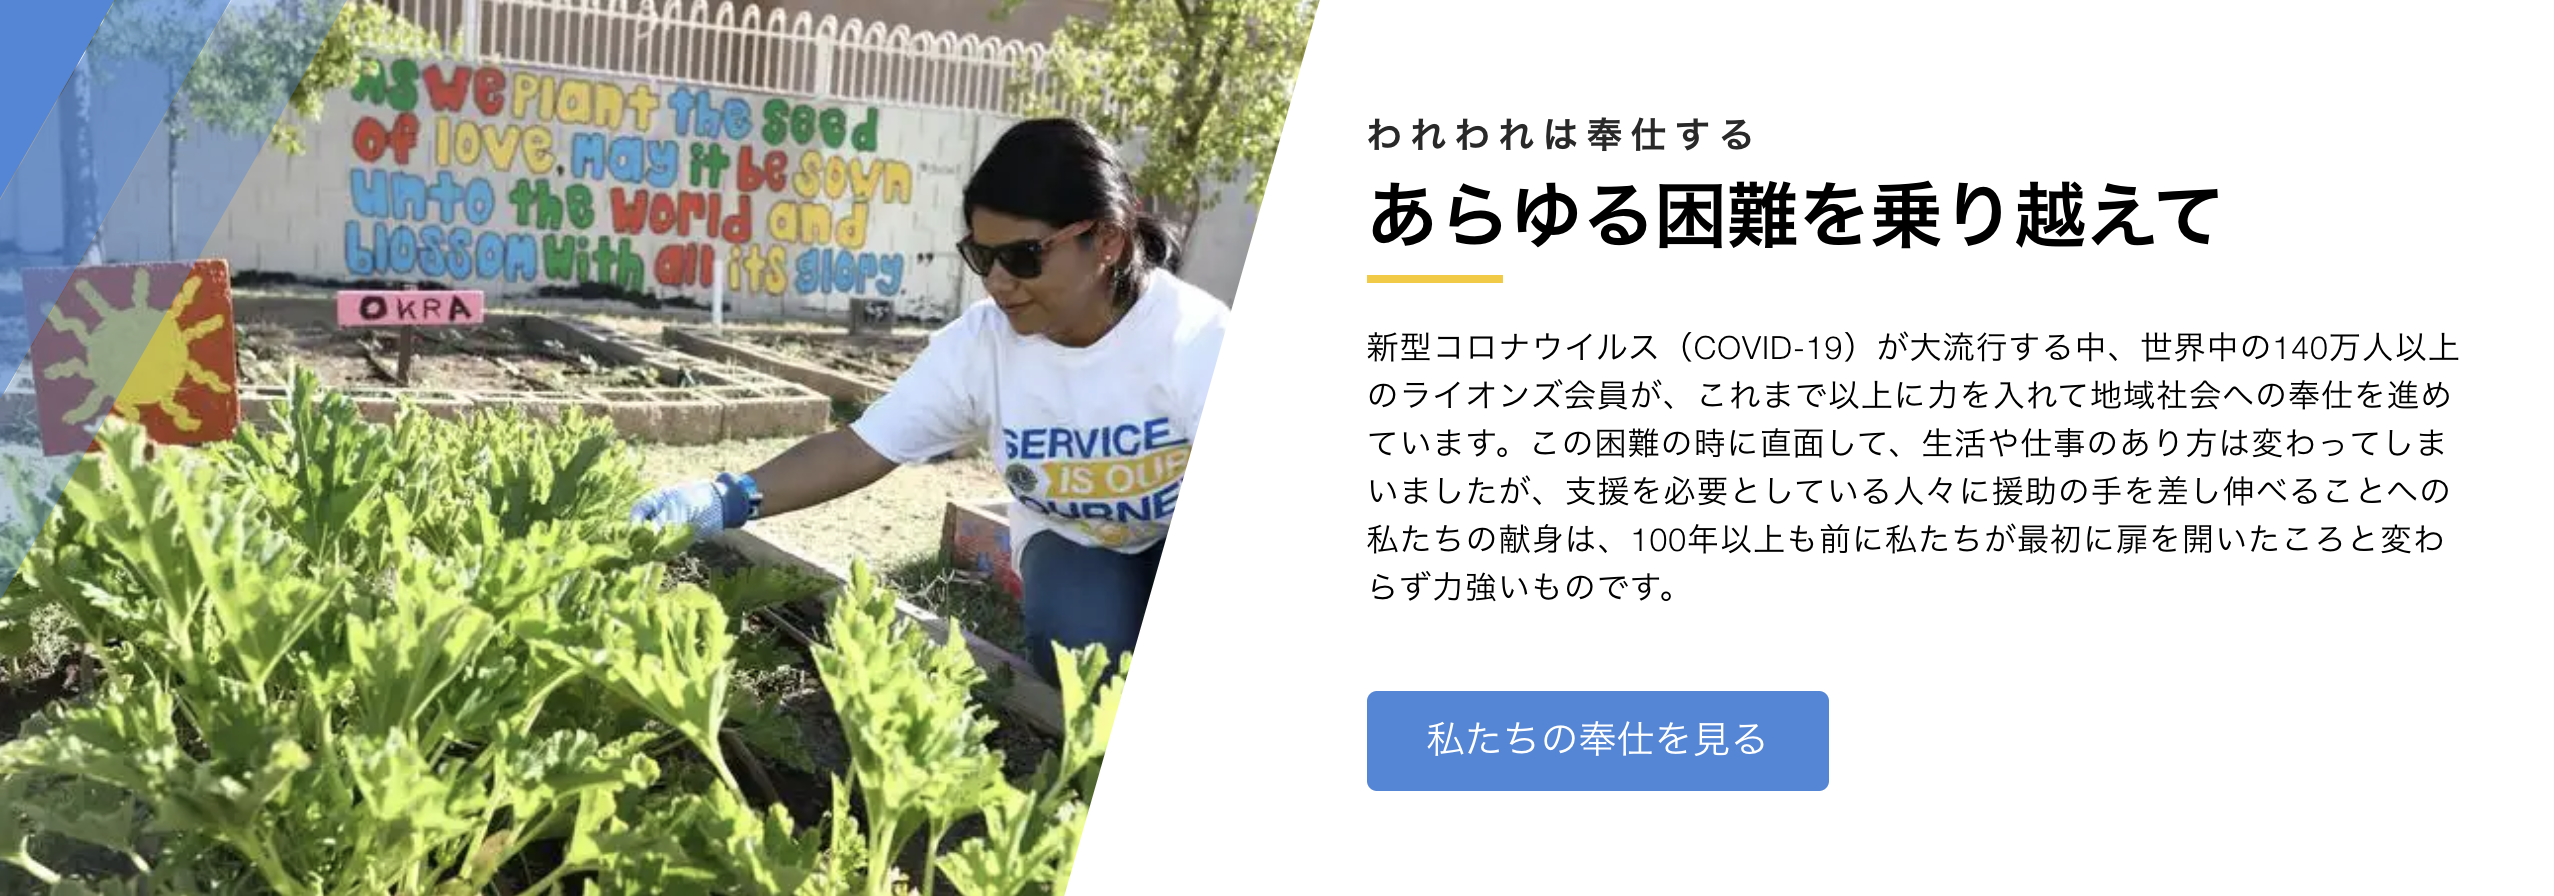 As we plant the seed
of love, may it be sown
unto the world and
blossom with all its glory."
OKRA
SERVICE
IS OUR
われわれは奉仕する
あらゆる困難を乗り越えて
新型コロナウイルス（COVID-19）が大流行する中、世界中の140万人以上
のライオンズ会員が、これまで以上に力を入れて地域社会への奉仕を進め
ています。この困難の時に直面して、生活や仕事のあり方は変わってしま
いましたが、支援を必要としている人々に援助の手を差し伸べることへの
私たちの献身は、100年以上も前に私たちが最初に扉を開いたころと変わ
らず力強いものです。
私たちの奉仕を見る